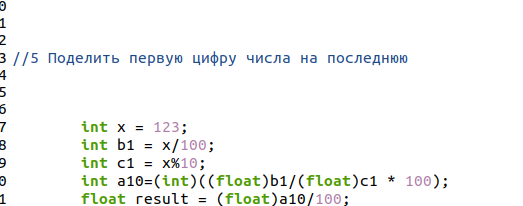 0
1
2
3 //5 Поделить первую цифру числа на последнюю
4
5
6
7 int x = 123;
8 int b1 = x/100;
9 int c1 = x%10;
0 int a10=(int)((float)b1/(float)c1 * 100);
1 float result = (float)a10/100;